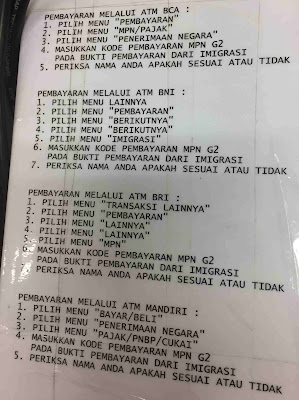 PEMBAYARAN MELALUI ATM BCA :
1. PILIH MENU "PEMBAYARAN"
2. PILIH MENU "MPN/PAJAK"
3. PILIH MENU "PENERIMAAN NEGARA"
4. MASUKKAN KODE PEMBAYARAN MPN G2
PADA BUKTI PEMBAYARAN DARI IMIGRASI
5. PERIKSA NAMA ANDA APAKAH SESUAI ATAU TIDAK
PEMBAYARAN MELALUI ATM BNI :
1. PILIH MENU LAINNYA
2. PILIH MENU "PEMBAYARAN"
3. PILIH MENU "BERIKUTNYA"
4. PILIH MENU "BERIKUTNYA"
5. PILIH MENU "IMIGRASI"
6. MASUKKAN KODE PEMBAYARAN MPN G2
PADA BUKTI PEMBAYARAN DARI IMIGRASI
7. PERIKSA NAMA ANDA APAKAH SESUAI ATAU TIDAK
PEMBAYARAN MELALUI ATM BRI :
1. PILIH MENU "TRANSAKSI LAINNYA"
2. PILIH MENU "PEMBAYARAN"
3. PILIH MENU "LAINNYA"
4. PILIH MENU "LAINNYA"
5. PILIH MENU "MPN"
6. MASUKKAN KODE PEMBAYARAN MPN G2
PADA BUKTI PEMBAYARAN DARI IMIGRASI
7. PERIKSA NAMA ANDA APAKAH SESUAI ATAU TIDAK
PEMBAYARAN MELALUI ATM MANDIRI :
1. PILIH MENU "BAYAR/BELI"
2. PILIH MENU "PENERIMAAN NEGARA"
3. PILIH MENU "PAJAK/PNBP/CUKAI"
4. MASUKKAN KODE PEMBAYARAN MPN G2
PADA BUKTI PEMBAYARAN DARI IMIGRASI
5. PERIKSA NAMA ANDA APAKAH SESUAI ATAU TIDAK